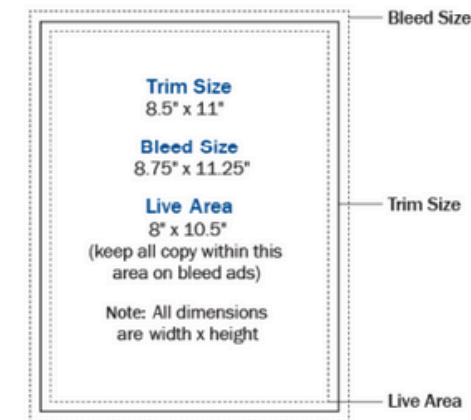 Bleed Size
Trim Size
8.5" x 11"
Bleed Size
8.75" x 11.25"
Live Area
8" x 10.5"
(keep all copy within this
area on bleed ads)
Note: All dimensions
are width x height
Trim Size
Live Area